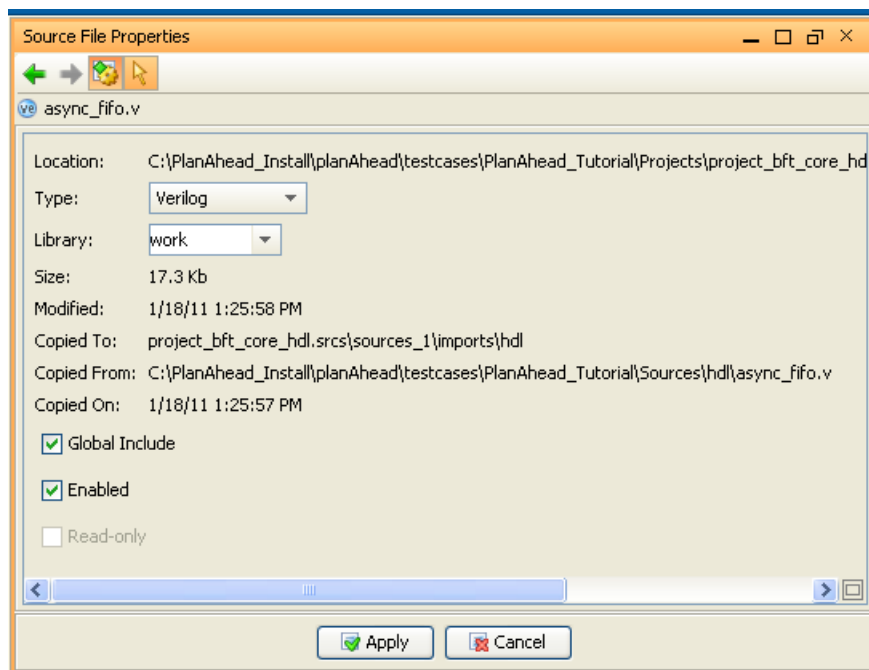 Source File Properties
ve async_fifo.v
Location: C:\PlanAhead_Install\planAhead\testcases\PlanAhead_Tutorial\Projects\project_bft_core_hd
Type: Verilog
Library: work
Size: 17.3 Kb
Modified: 1/18/11 1:25:58 PM
Copied To: project_bft_core_hdl.srcs\sources_1\imports\hdl
Copied From: C:\PlanAhead_Install\planAhead\testcases\PlanAhead_Tutorial\Sources\hdl\async_fifo.v
Copied On: 1/18/11 1:25:57 PM
Global Include
Enabled
Read-only
Apply Cancel